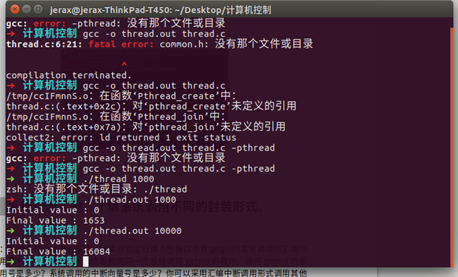 jerax@jerax-ThinkPad-T450: ~/Desktop/计算机控制
gcc: error: –pthread: 没有那个文件或目录
thread.c:6:21: fatal error: common.h: 没有那个文件或目录
^
compilation terminated.
➜ 计算机控制 gcc -o thread.out thread.c
/tmp/ccIFmnnS.o：在函数‘Pthread_create’中：
thread.c:(.text+0x2c)：对‘pthread_create’未定义的引用
/tmp/ccIFmnnS.o：在函数‘Pthread_join’中：
thread.c:(.text+0x7a)：对‘pthread_join’未定义的引用
collect2: error: ld returned 1 exit status
➜ 计算机控制 gcc -o thread.out thread.c –pthread
gcc: error: –pthread: 没有那个文件或目录
➜ 计算机控制 gcc -o thread.out thread.c -pthread
➜ 计算机控制 ./thread 1000
zsh: 没有那个文件或目录: ./thread
➜ 计算机控制 ./thread.out 1000
Initial value : 0
Final value : 1653
➜ 计算机控制 ./thread.out 10000
Initial value : 0
Final value : 16084
➜ 计算机控制
用号是多少？系统调用的中断向量号是多少？你可以采用汇编中断调用形式调用其他